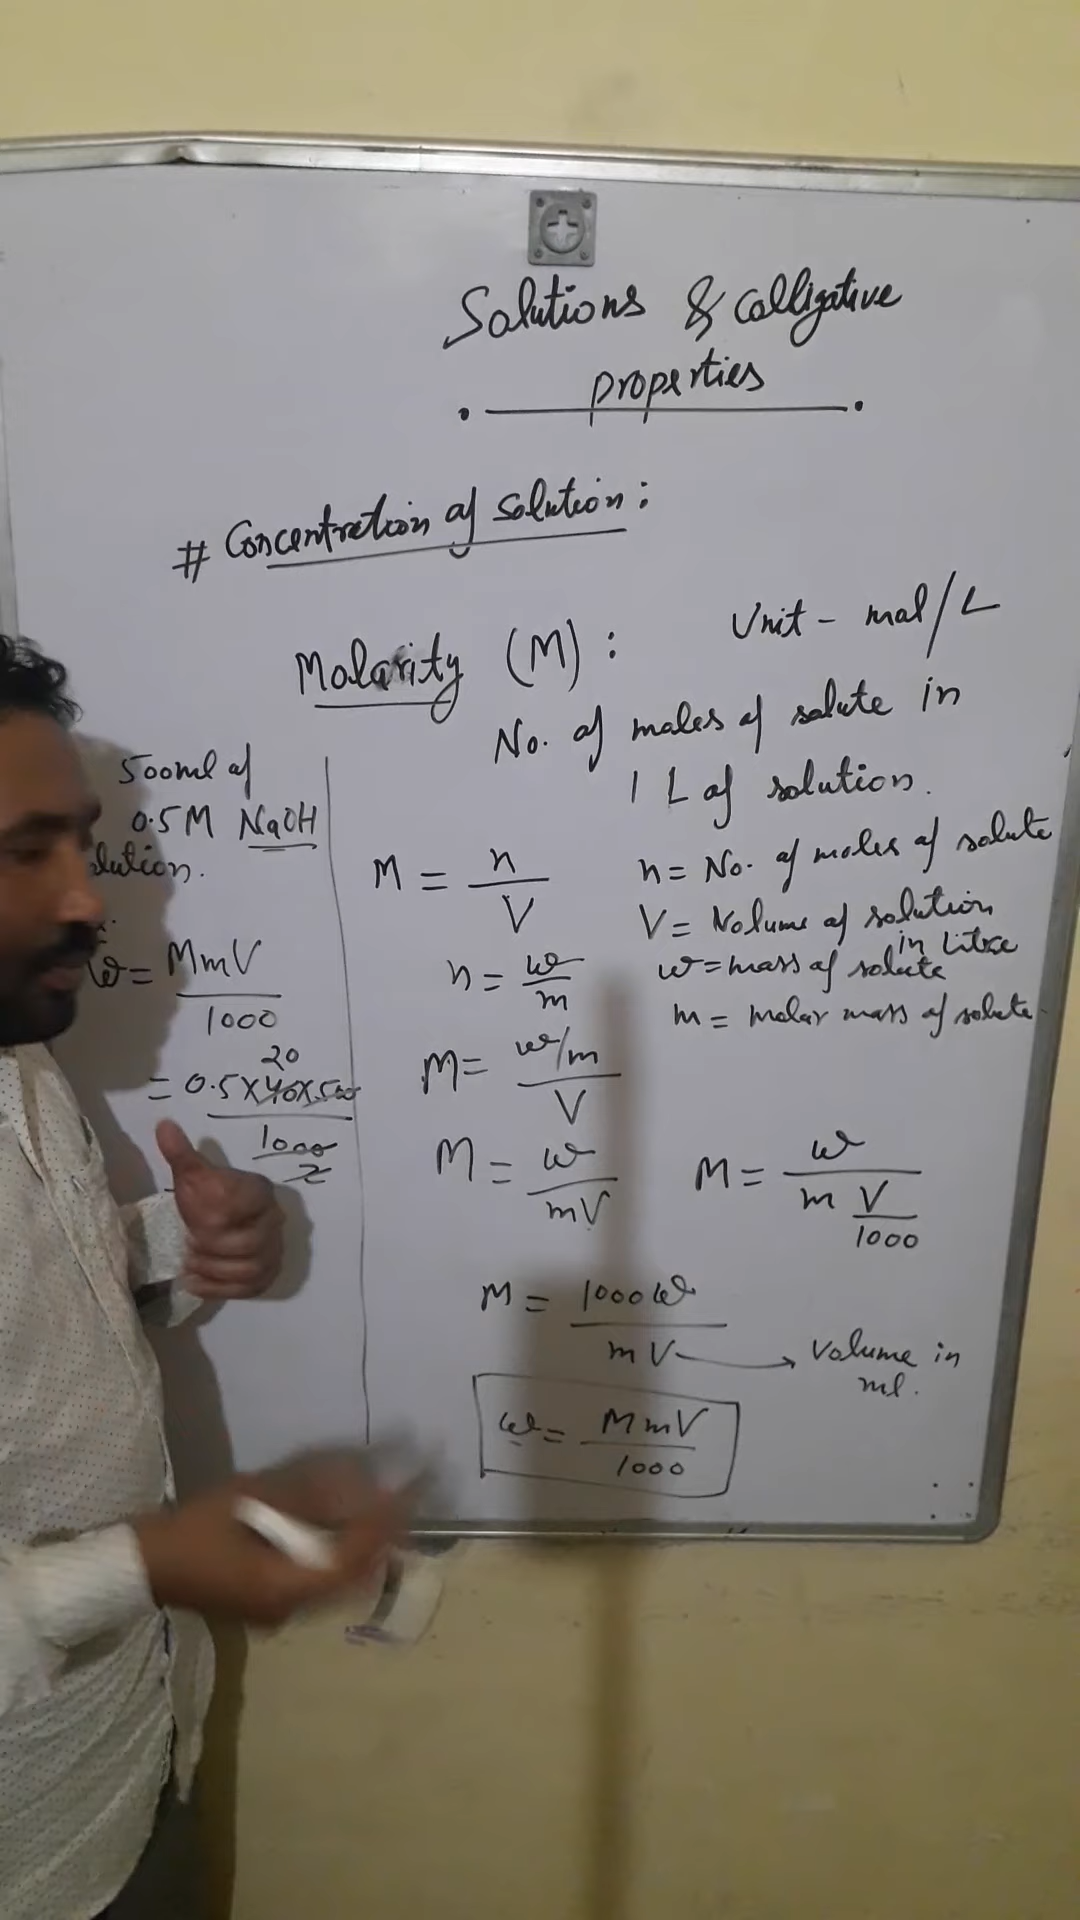 Solutions & Colligative
properties
# Concentration of solution:
Molarity (M): Unit - mol/L
No. of moles of solute in
1 L of solution.
500ml of
0.5M NaOH
lution.
w = MmV / 1000
= 0.5 x 40 x 500 / 1000
20
2
M = n / V
n = No. of moles of solute
V = Volume of solution
in Litre
n = w / m
w = mass of solute
m = molar mass of solute
M = w/m / V
M = w / mV
M = w / m V/1000
M = 1000w / mV → Volume in
ml.
w = MmV / 1000